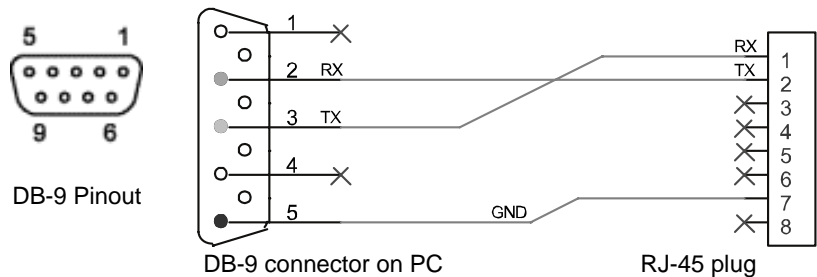 5 1
9 6
DB-9 Pinout
1
2 RX
3 TX
4
5
GND
DB-9 connector on PC
RX 1
TX 2
3
4
5
6
7
8
RJ-45 plug